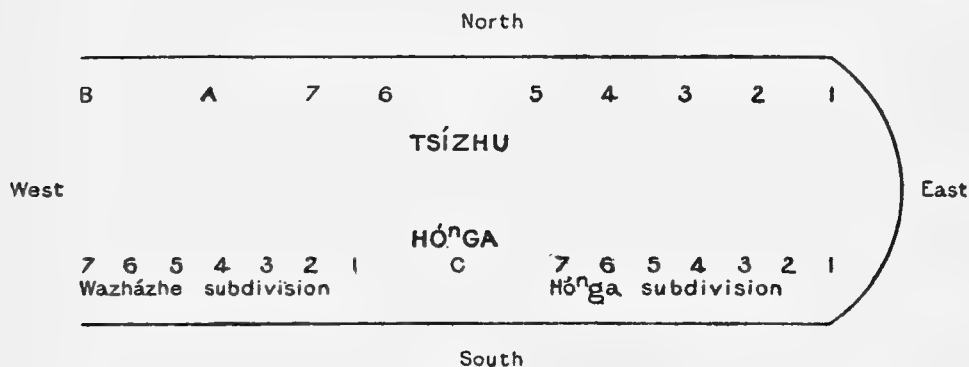 North
B A 7 6 5 4 3 2 1
TSÍZHU
West East
HÓⁿGA
7 6 5 4 3 2 1 C 7 6 5 4 3 2 1
Wazházhe subdivision Hóⁿga subdivision
South